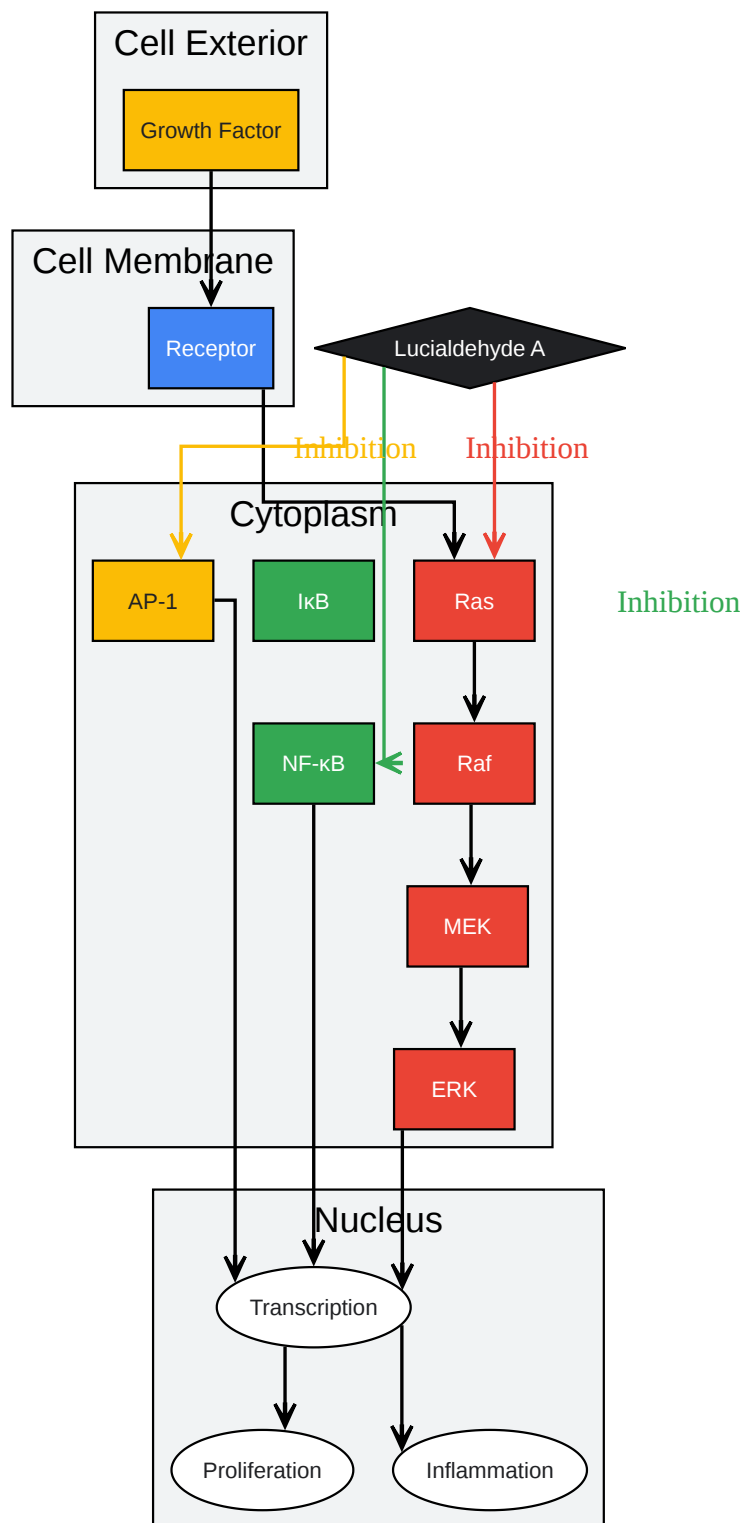 Cell Exterior
Growth Factor
Cell Membrane
Receptor
Lucialdehyde A
Inhibition
Inhibition
Cytoplasm
AP-1
IκB
Ras
Inhibition
NF-κB
Raf
MEK
ERK
Nucleus
Transcription
Proliferation
Inflammation